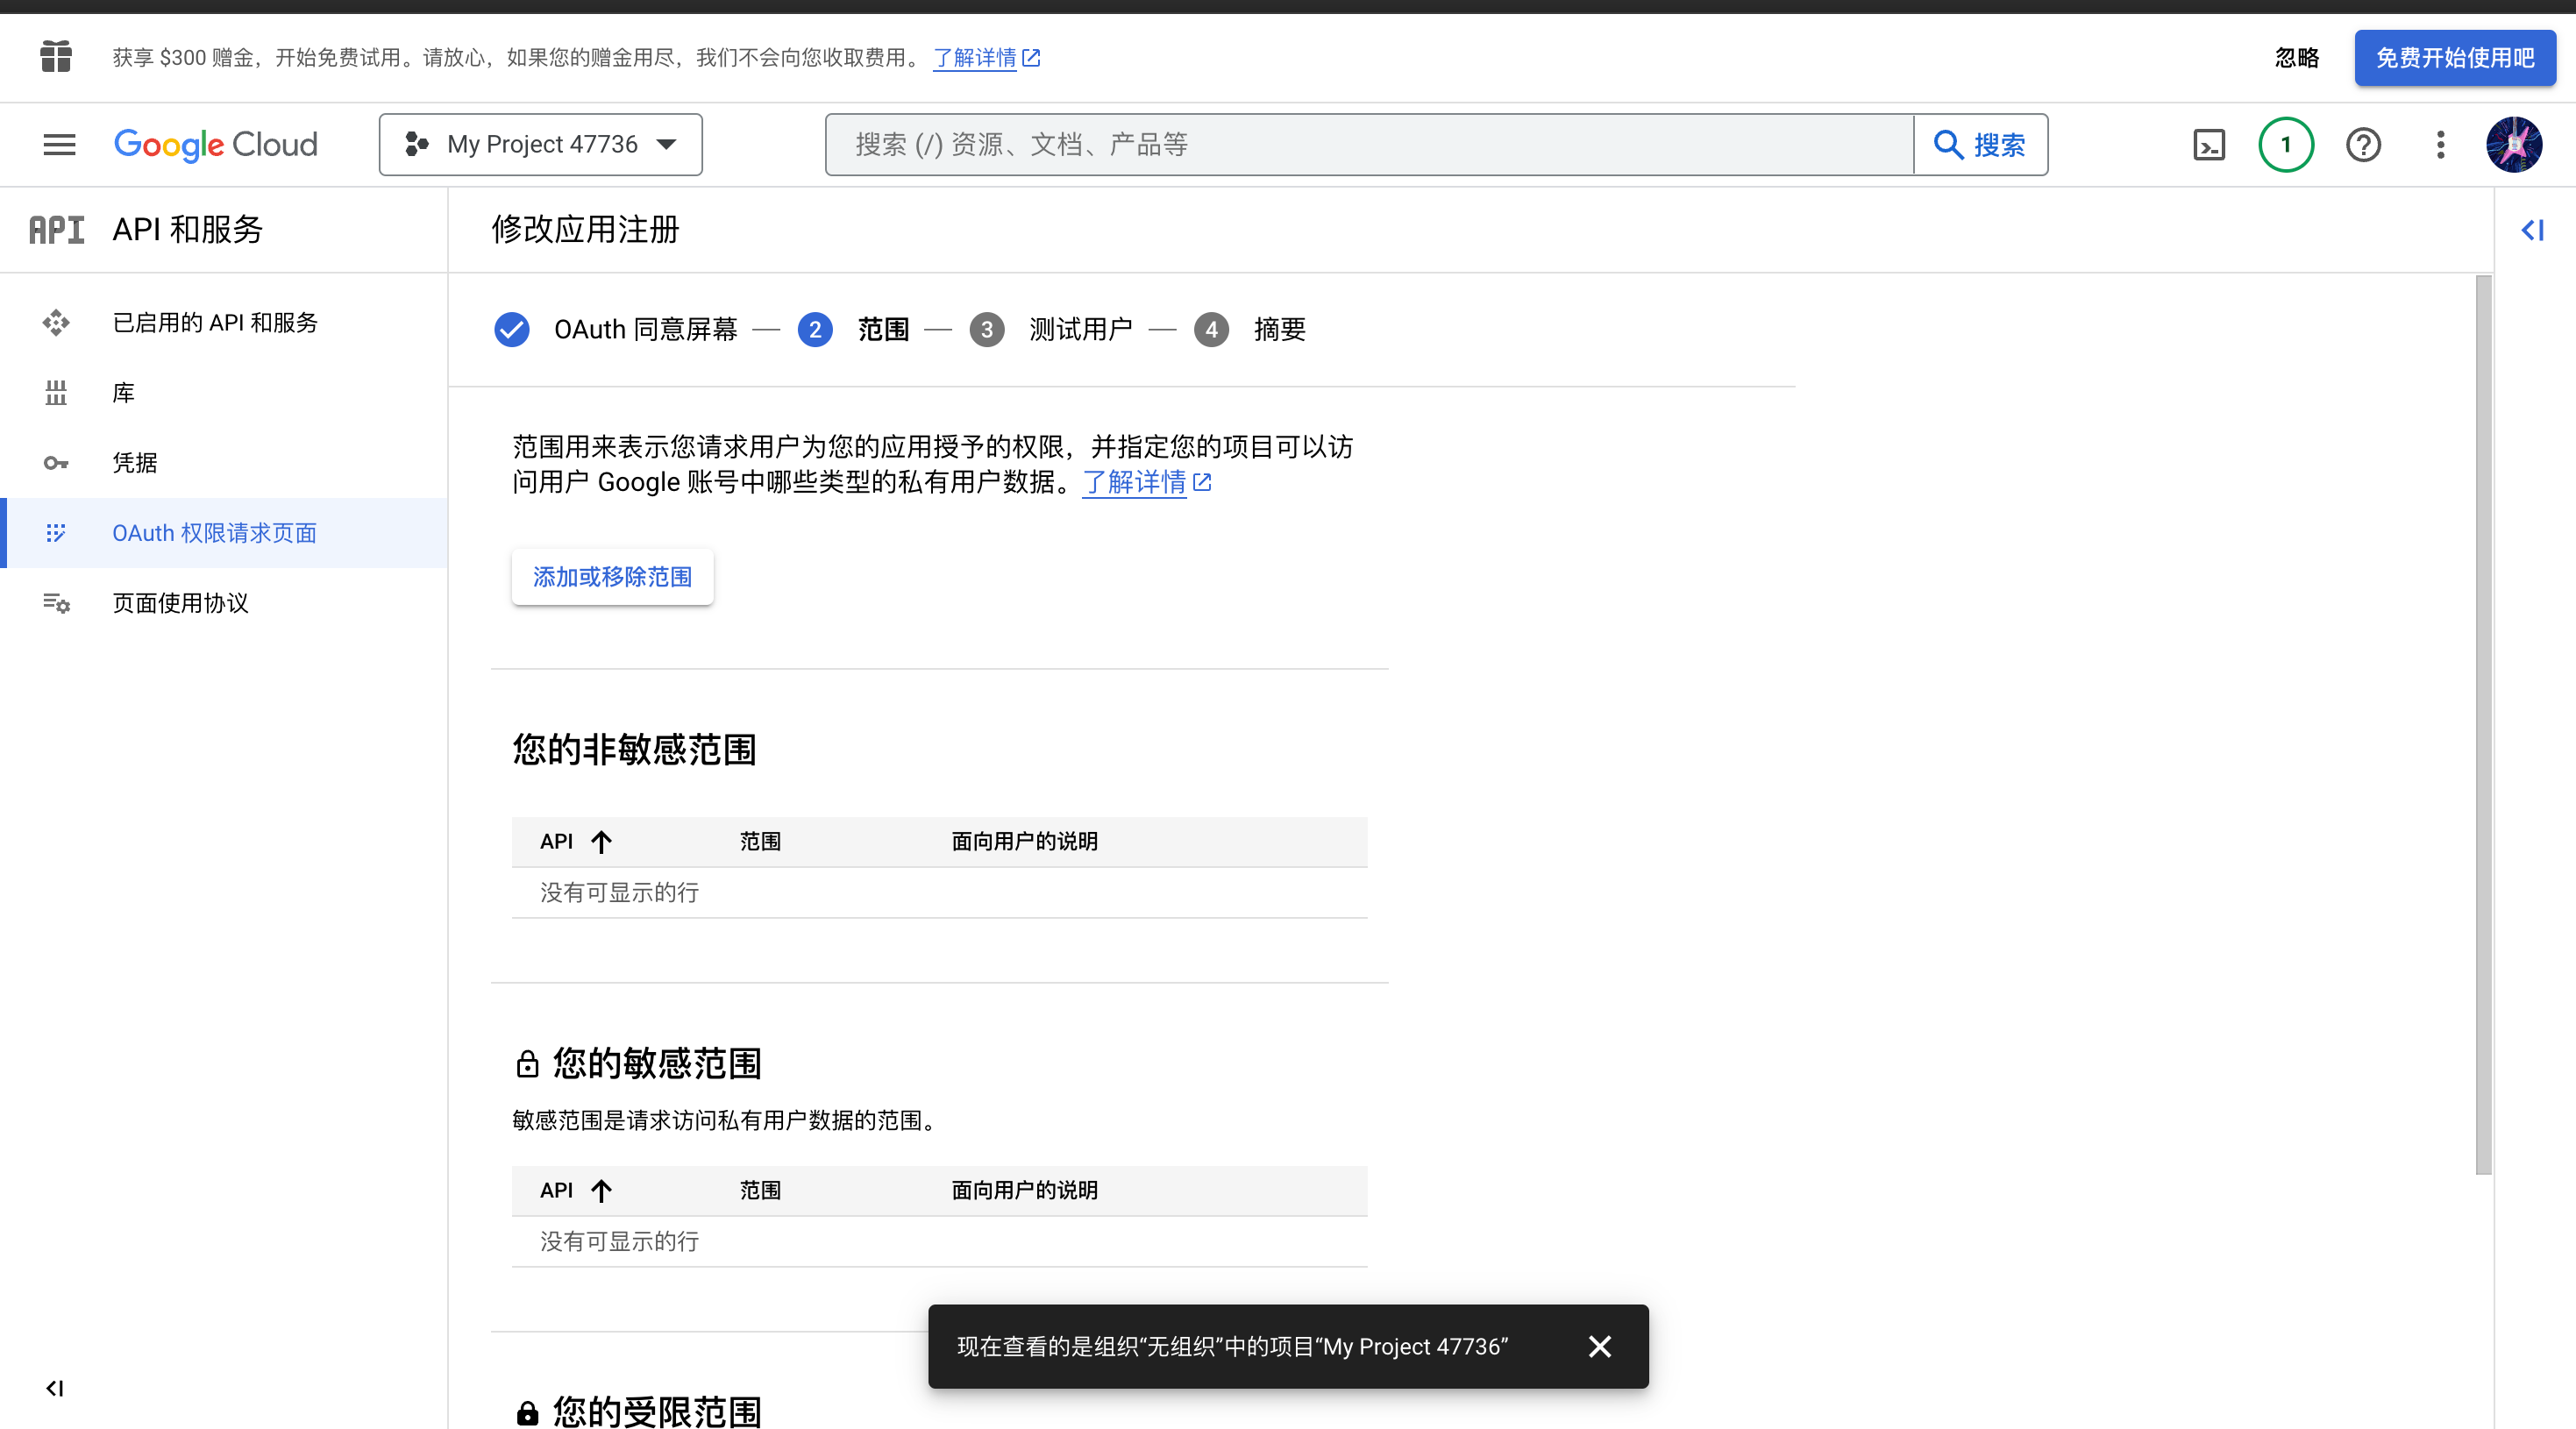 获享 $300 赠金，开始免费试用。请放心，如果您的赠金用尽，我们不会向您收取费用。 了解详情
忽略
免费开始使用吧
Google Cloud
My Project 47736
搜索 (/) 资源、文档、产品等
搜索
1
API
API 和服务
修改应用注册
已启用的 API 和服务
库
凭据
OAuth 权限请求页面
页面使用协议
OAuth 同意屏幕 — 2 范围 — 3 测试用户 — 4 摘要
范围用来表示您请求用户为您的应用授予的权限，并指定您的项目可以访
问用户 Google 账号中哪些类型的私有用户数据。了解详情
添加或移除范围
您的非敏感范围
API 范围 面向用户的说明
没有可显示的行
您的敏感范围
敏感范围是请求访问私有用户数据的范围。
API 范围 面向用户的说明
没有可显示的行
现在查看的是组织“无组织”中的项目“My Project 47736”
您的受限范围